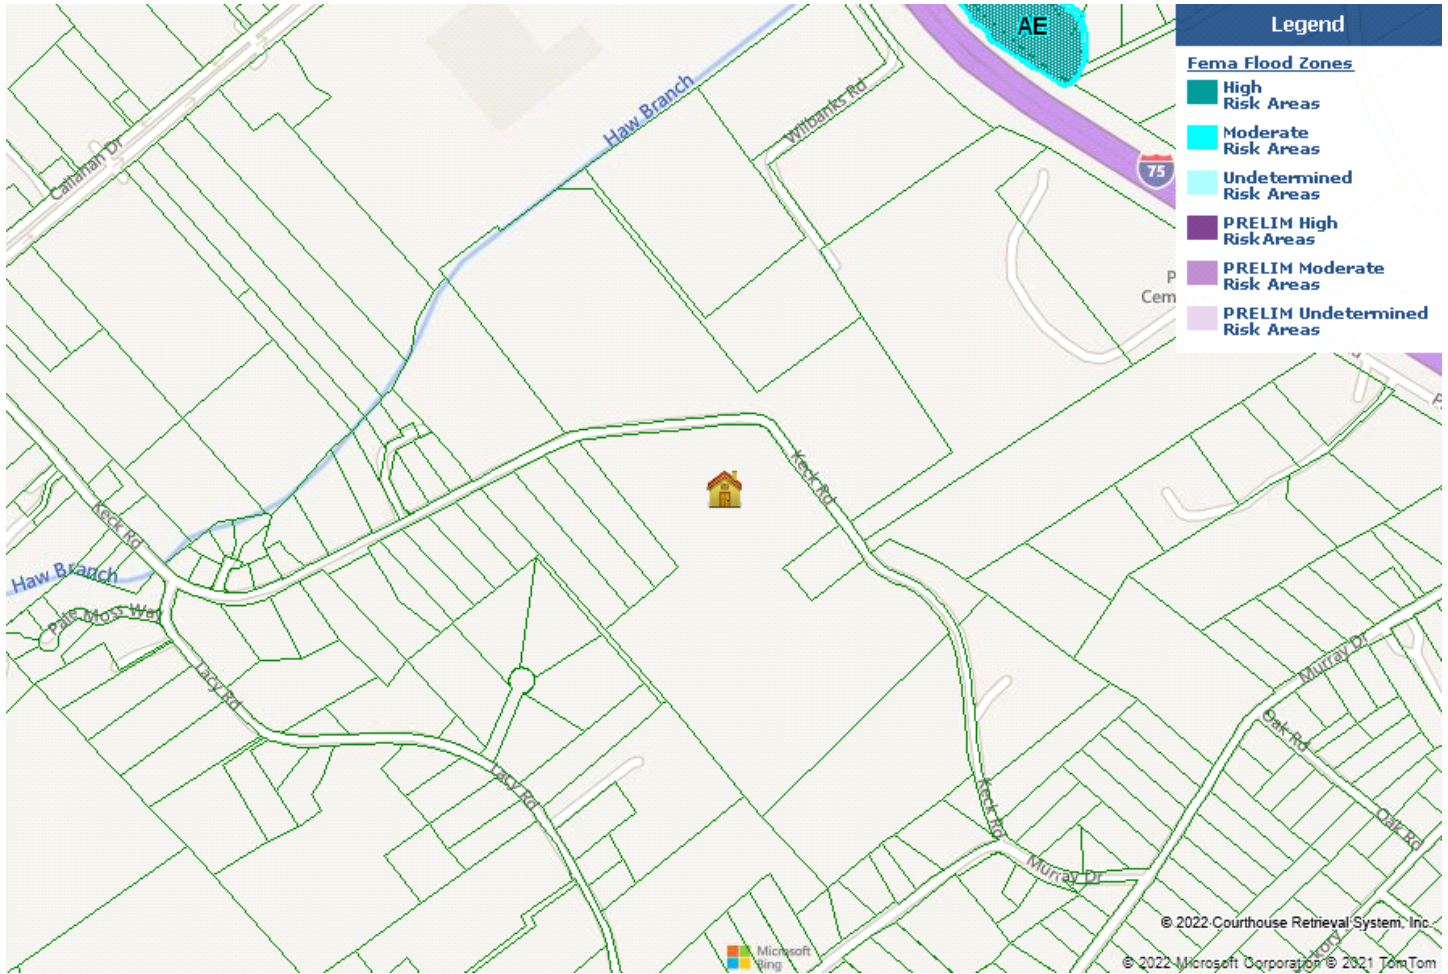 AE
Legend
Fema Flood Zones
High
Risk Areas
Moderate
Risk Areas
Undetermined
Risk Areas
PRELIM High
Risk Areas
PRELIM Moderate
Risk Areas
PRELIM Undetermined
Risk Areas
Callahan Dr
Haw Branch
Wilbanks Rd
75
P
Cem
Keck Rd
Keck Rd
Haw Branch
Pale Moss Way
Lacy Rd
Lacy Rd
Keck Rd
Murray Dr
Murray Dr
Oak Rd
Oak Rd
kory
© 2022 Courthouse Retrieval System, Inc.
Microsoft
Bing
© 2022 Microsoft Corporation © 2021 TomTom